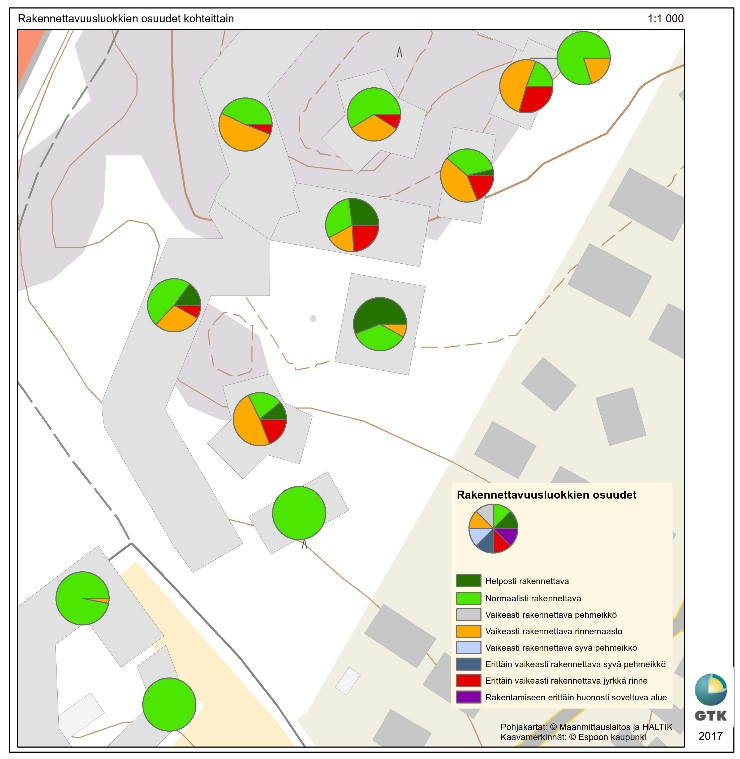 Rakennettavuusluokkien osuudet kohteittain
1:1 000
Rakennettavuusluokkien osuudet
Helposti rakennettava
Normaalisti rakennettava
Vaikeasti rakennettava pehmeikkö
Vaikeasti rakennettava rinnemaasto
Vaikeasti rakennettava syvä pehmeikkö
Erittäin vaikeasti rakennettava syvä pehmeikkö
Erittäin vaikeasti rakennettava jyrkkä rinne
Rakentamiseen erittäin huonosti soveltuva alue
Pohjakartat: © Maanmittauslaitos ja HALTIK
Kaavamerkinnät: © Espoon kaupunki
GTK
2017